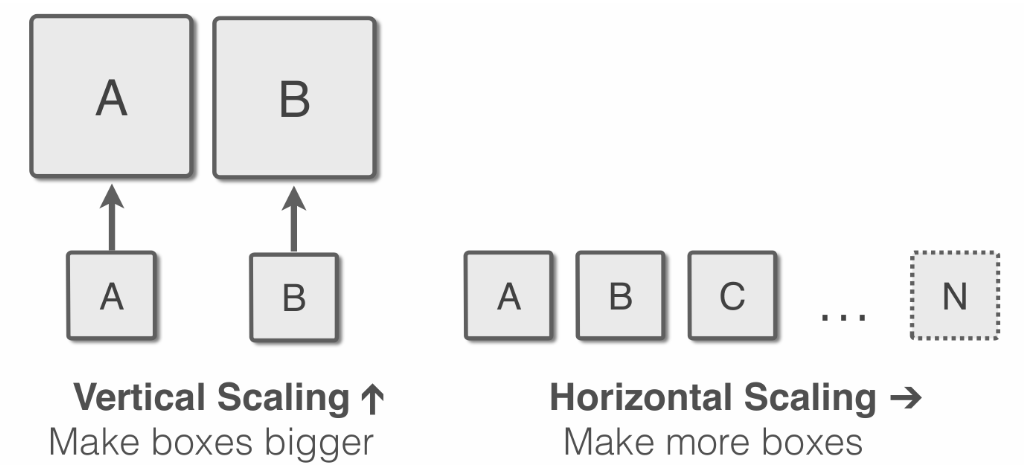 A
B
A
B
Vertical Scaling ↑
Make boxes bigger
A
B
C
...
N
Horizontal Scaling →
Make more boxes